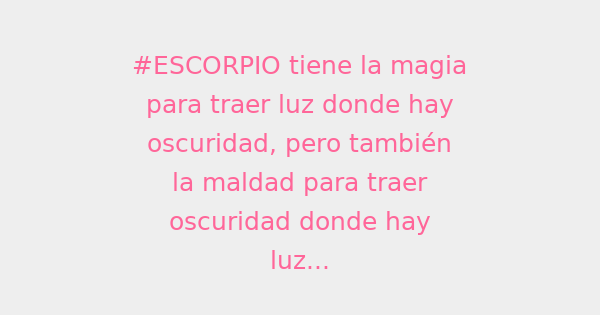 #ESCORPIO tiene la magia
para traer luz donde hay
oscuridad, pero también
la maldad para traer
oscuridad donde hay
luz...